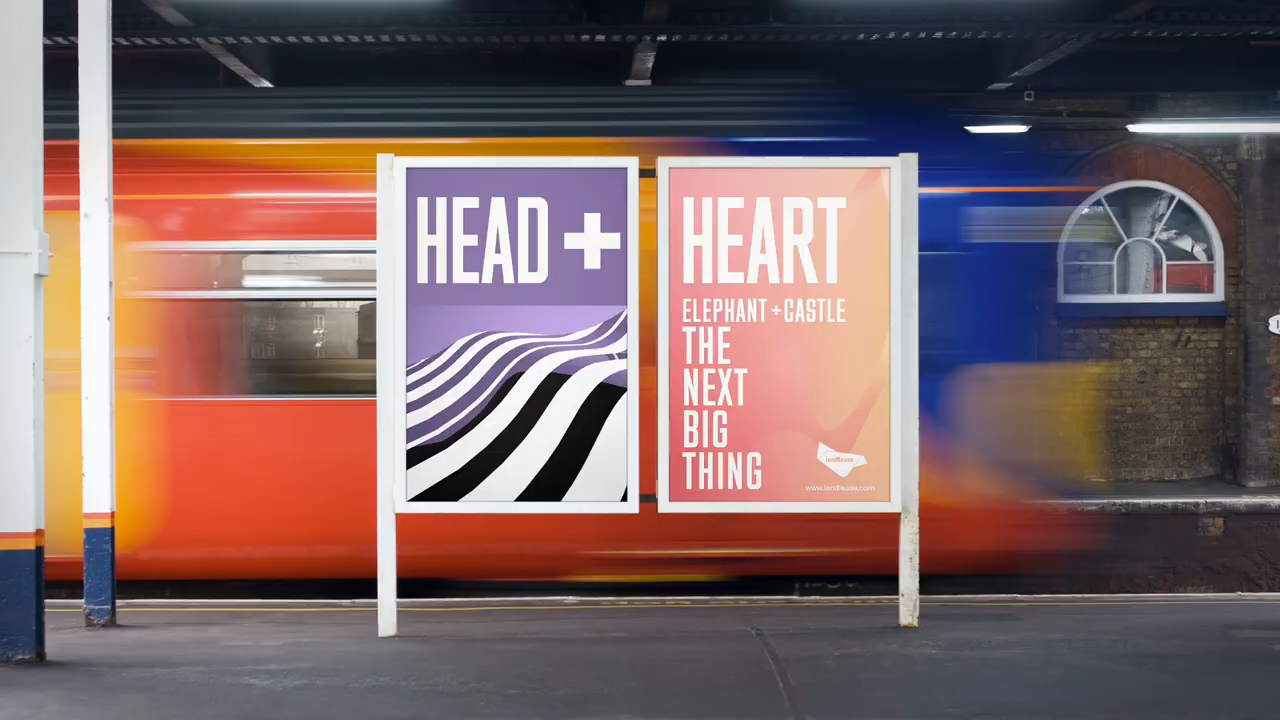 HEAD +
HEART
ELEPHANT + CASTLE
THE
NEXT
BIG
THING
lendlease
www.lendlease.com